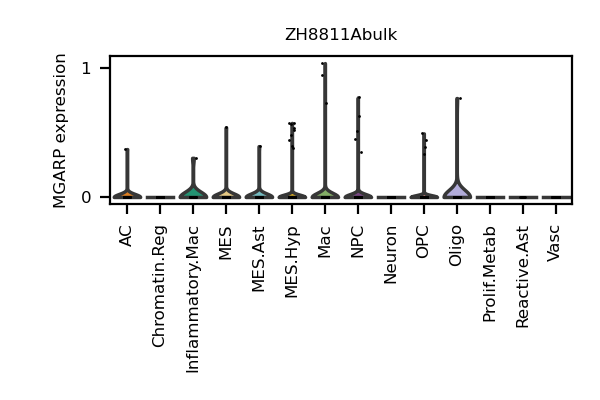 ZH8811Abulk
MGARP expression
1
0
AC
Chromatin.Reg
Inflammatory.Mac
MES
MES.Ast
MES.Hyp
Mac
NPC
Neuron
OPC
Oligo
Prolif.Metab
Reactive.Ast
Vasc